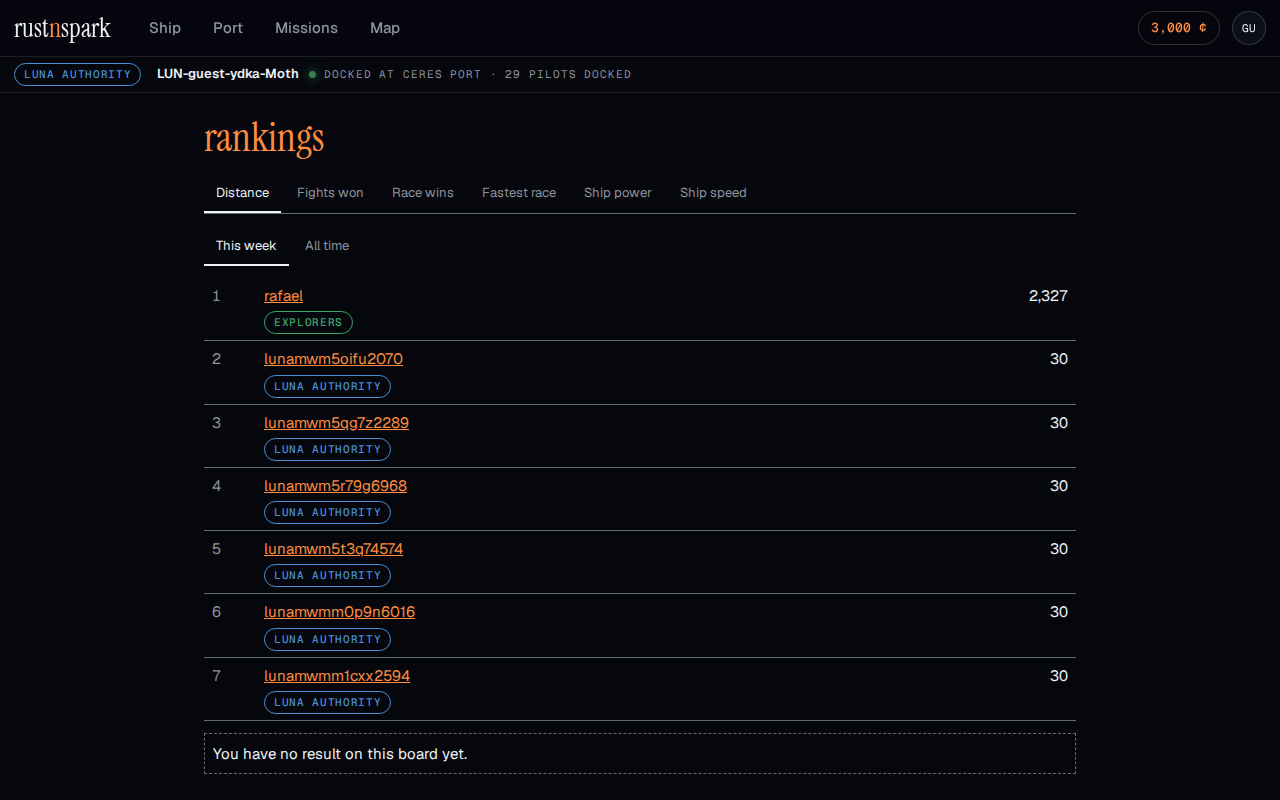 rustnspark Ship Port Missions Map 3,000 ¢ GU
LUNA AUTHORITY LUN-guest-ydka-Moth DOCKED AT CERES PORT · 29 PILOTS DOCKED
rankings
Distance Fights won Race wins Fastest race Ship power Ship speed
This week All time
1 rafael 2,327
EXPLORERS
2 lunamwm5oifu2070 30
LUNA AUTHORITY
3 lunamwm5qg7z2289 30
LUNA AUTHORITY
4 lunamwm5r79g6968 30
LUNA AUTHORITY
5 lunamwm5t3q74574 30
LUNA AUTHORITY
6 lunamwmm0p9n6016 30
LUNA AUTHORITY
7 lunamwmm1cxx2594 30
LUNA AUTHORITY
You have no result on this board yet.